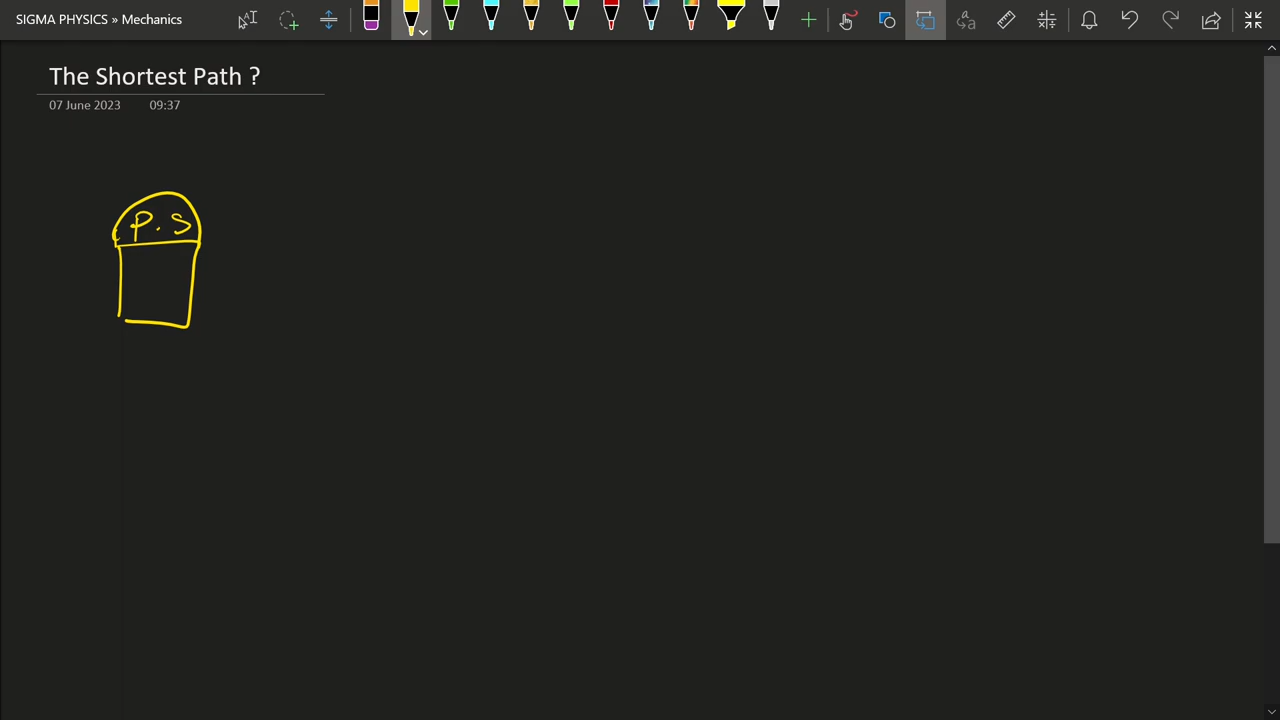 SIGMA PHYSICS » Mechanics
The Shortest Path ?
07 June 2023 09:37
P. S